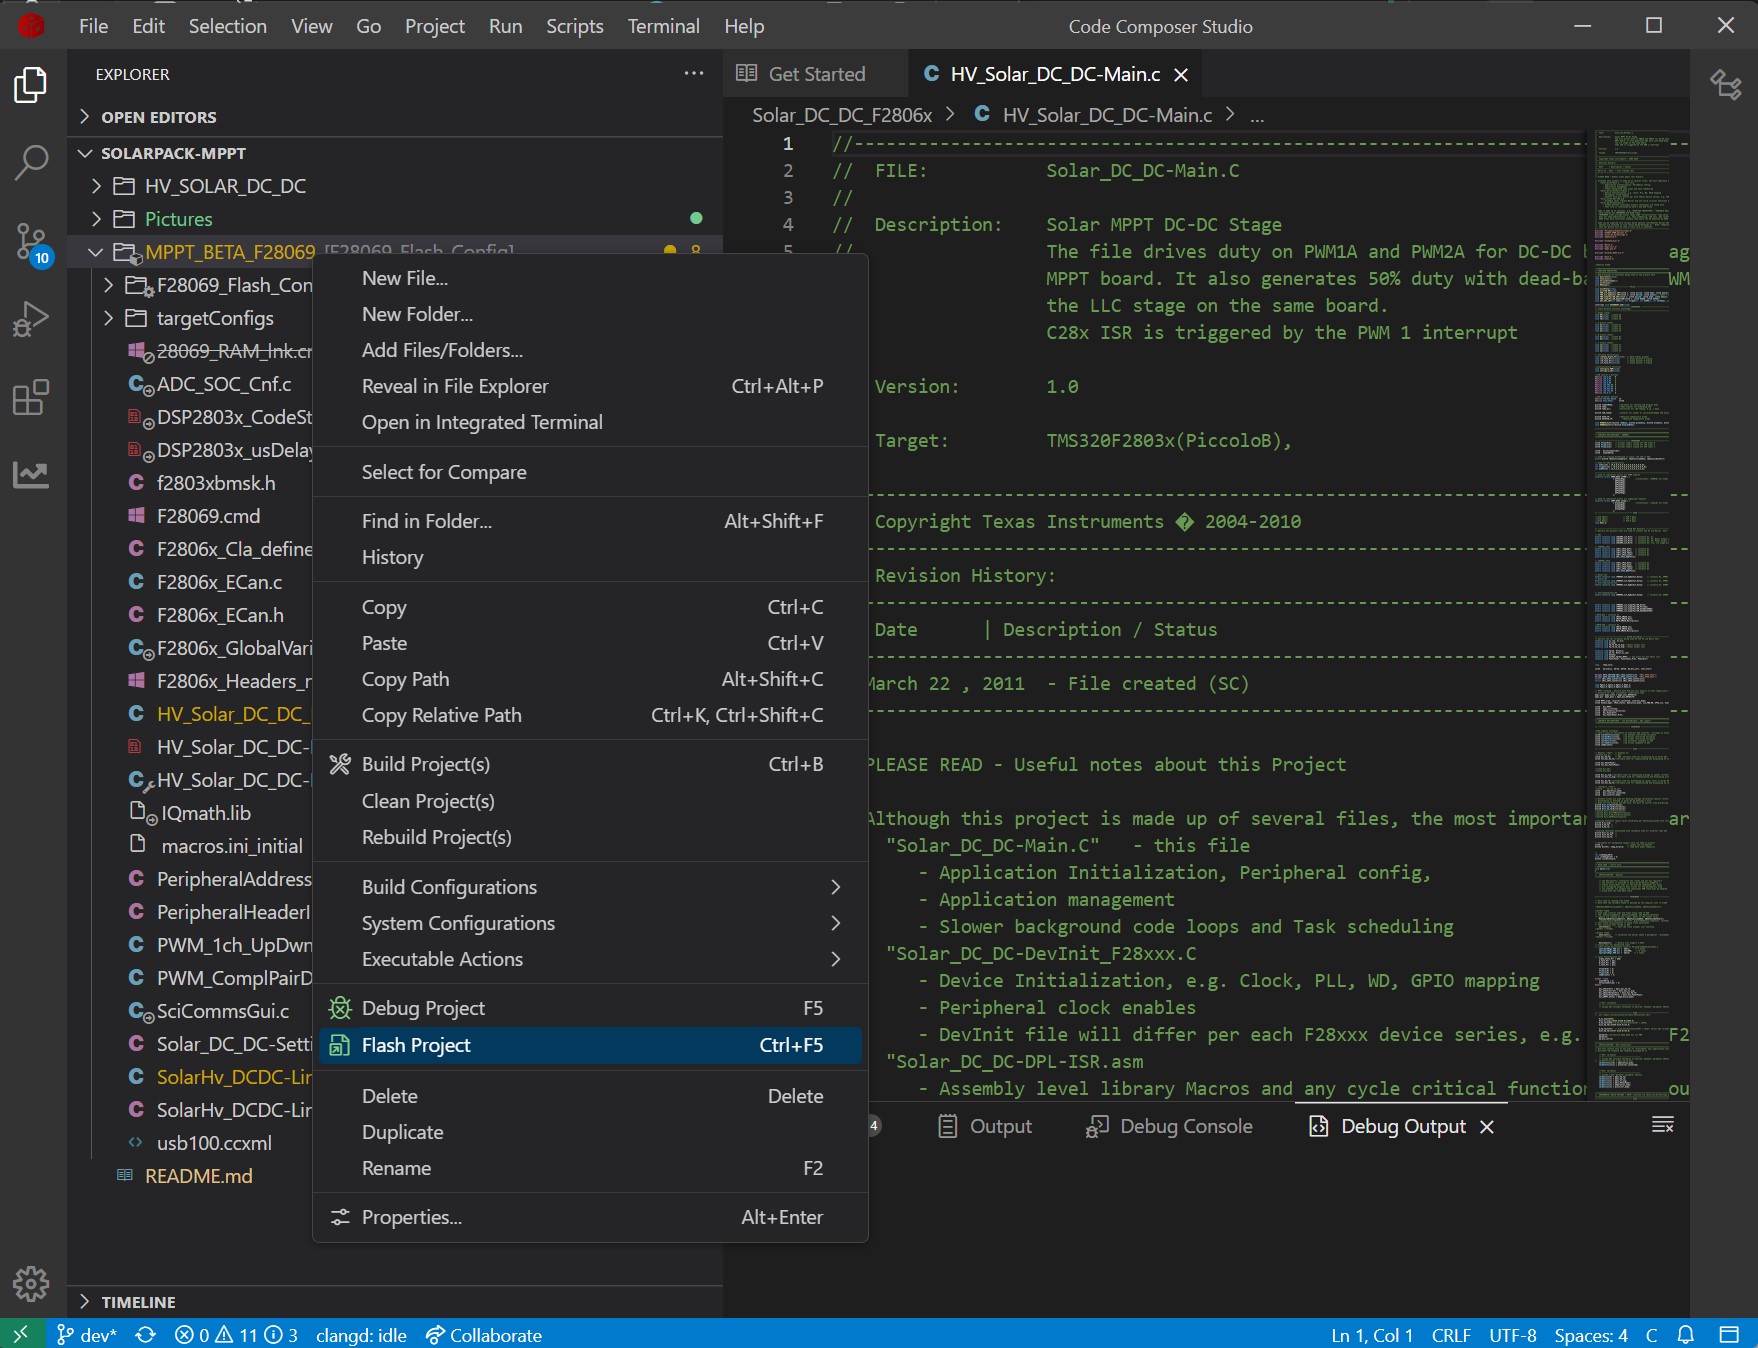 File Edit Selection View Go Project Run Scripts Terminal Help Code Composer Studio
EXPLORER
OPEN EDITORS
SOLARPACK-MPPT
HV_SOLAR_DC_DC
Pictures
MPPT_BETA_F28069 [F28069_Flash_Config] 8
F28069_Flash_Con
targetConfigs
28069_RAM_lnk.cr
ADC_SOC_Cnf.c
DSP2803x_CodeSt
DSP2803x_usDelay
f2803xbmsk.h
F28069.cmd
F2806x_Cla_define
F2806x_ECan.c
F2806x_ECan.h
F2806x_GlobalVari
F2806x_Headers_r
HV_Solar_DC_DC_
HV_Solar_DC_DC-
HV_Solar_DC_DC-
IQmath.lib
macros.ini_initial
PeripheralAddress
PeripheralHeaderI
PWM_1ch_UpDwn
PWM_ComplPairD
SciCommsGui.c
Solar_DC_DC-Setti
SolarHv_DCDC-Lir
SolarHv_DCDC-Lir
usb100.ccxml
README.md
TIMELINE
10
New File...
New Folder...
Add Files/Folders...
Reveal in File Explorer Ctrl+Alt+P
Open in Integrated Terminal
Select for Compare
Find in Folder... Alt+Shift+F
History
Copy Ctrl+C
Paste Ctrl+V
Copy Path Alt+Shift+C
Copy Relative Path Ctrl+K, Ctrl+Shift+C
Build Project(s) Ctrl+B
Clean Project(s)
Rebuild Project(s)
Build Configurations
System Configurations
Executable Actions
Debug Project F5
Flash Project Ctrl+F5
Delete Delete
Duplicate
Rename F2
Properties... Alt+Enter
Get Started C HV_Solar_DC_DC-Main.c
Solar_DC_DC_F2806x > C HV_Solar_DC_DC-Main.c > ...
1 //----------------------------------------------------------------------
2 // FILE: Solar_DC_DC-Main.C
3 //
4 // Description: Solar MPPT DC-DC Stage
5 // The file drives duty on PWM1A and PWM2A for DC-DC b ag
MPPT board. It also generates 50% duty with dead-ba WM
the LLC stage on the same board.
C28x ISR is triggered by the PWM 1 interrupt
Version: 1.0
Target: TMS320F2803x(PiccoloB),
----------------------------------------------------------------------
Copyright Texas Instruments � 2004-2010
----------------------------------------------------------------------
Revision History:
----------------------------------------------------------------------
Date | Description / Status
----------------------------------------------------------------------
March 22 , 2011 - File created (SC)
----------------------------------------------------------------------
PLEASE READ - Useful notes about this Project
Although this project is made up of several files, the most importan ar
"Solar_DC_DC-Main.C" - this file
- Application Initialization, Peripheral config,
- Application management
- Slower background code loops and Task scheduling
"Solar_DC_DC-DevInit_F28xxx.C
- Device Initialization, e.g. Clock, PLL, WD, GPIO mapping
- Peripheral clock enables
- DevInit file will differ per each F28xxx device series, e.g. F2
"Solar_DC_DC-DPL-ISR.asm
- Assembly level library Macros and any cycle critical function ou
4 Output Debug Console Debug Output
dev* 0 11 3 clangd: idle Collaborate Ln 1, Col 1 CRLF UTF-8 Spaces: 4 C